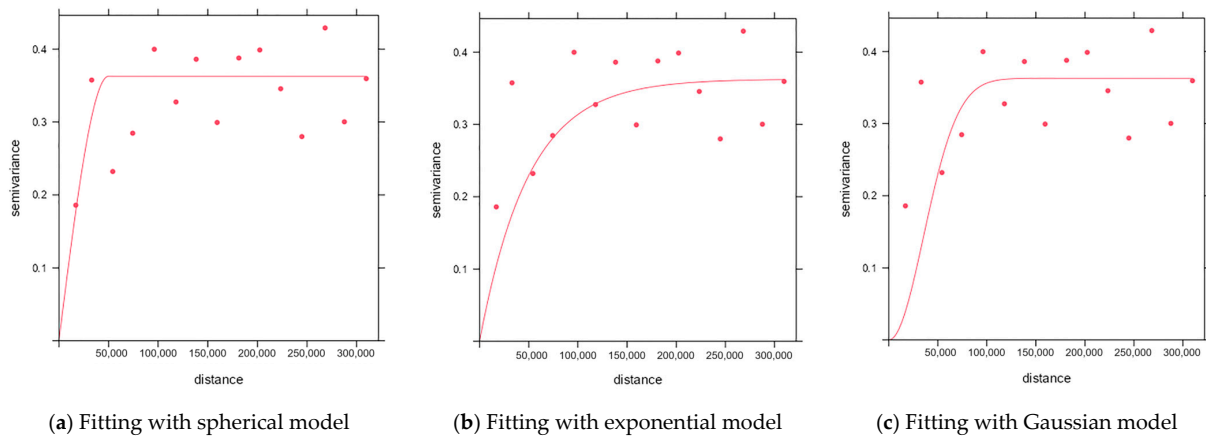 0.4
0.3
0.2
0.1
semivariance
50,000 100,000 150,000 200,000 250,000 300,000
distance
(a) Fitting with spherical model
0.4
0.3
0.2
0.1
semivariance
50,000 100,000 150,000 200,000 250,000 300,000
distance
(b) Fitting with exponential model
0.4
0.3
0.2
0.1
semivariance
50,000 100,000 150,000 200,000 250,000 300,000
distance
(c) Fitting with Gaussian model